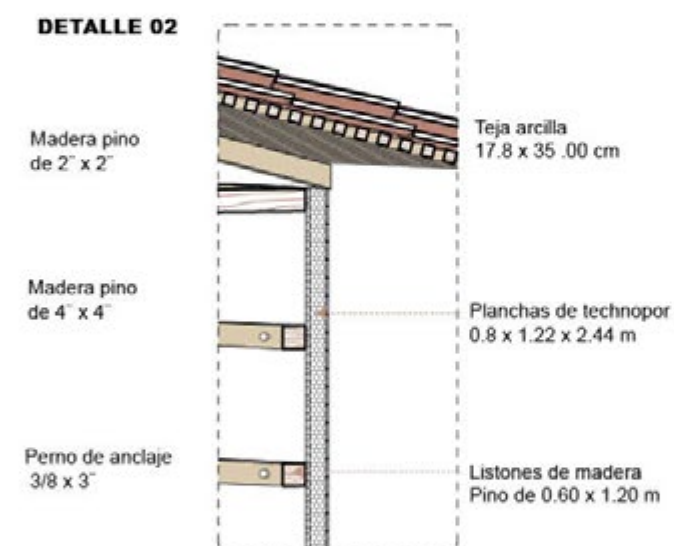 DETALLE 02
Madera pino
de 2¨ x 2¨
Madera pino
de 4¨ x 4¨
Perno de anclaje
3/8 x 3¨
Teja arcilla
17.8 x 35 .00 cm
Planchas de technopor
0.8 x 1.22 x 2.44 m
Listones de madera
Pino de 0.60 x 1.20 m